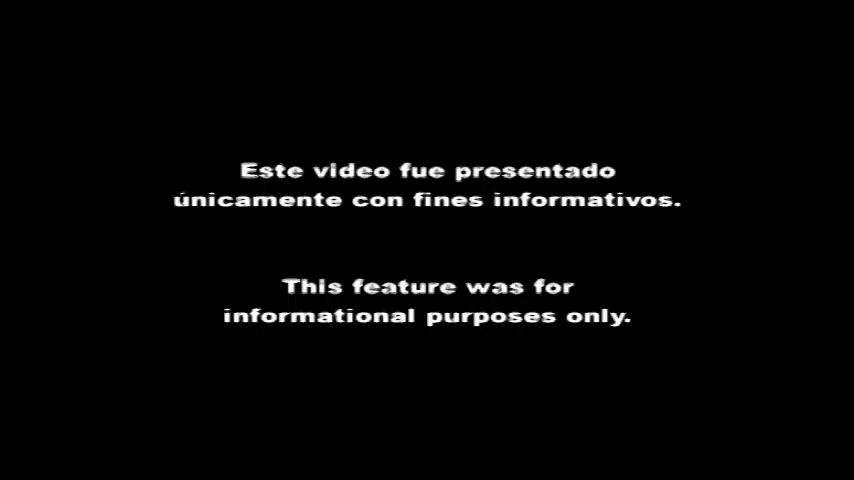 Este video fue presentado
únicamente con fines informativos.
This feature was for
informational purposes only.